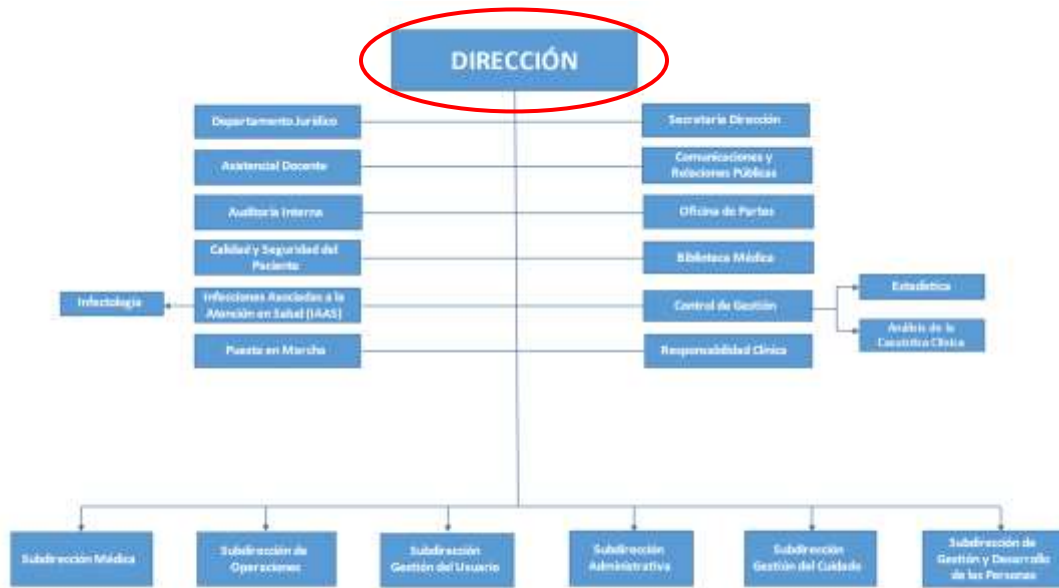 DIRECCIÓN
Departamento Jurídico
Secretaría Dirección
Asistencial Docente
Comunicaciones y
Relaciones Públicas
Auditoría Interna
Oficina de Partes
Calidad y Seguridad del
Paciente
Biblioteca Médica
Infectología
Infecciones Asociadas a la
Atención en Salud (IAAS)
Control de Gestión
Estadística
Análisis de la
Casuística Clínica
Puesta en Marcha
Responsabilidad Clínica
Subdirección Médica
Subdirección de
Operaciones
Subdirección
Gestión del Usuario
Subdirección
Administrativa
Subdirección
Gestión del Cuidado
Subdirección de
Gestión y Desarrollo
de las Personas